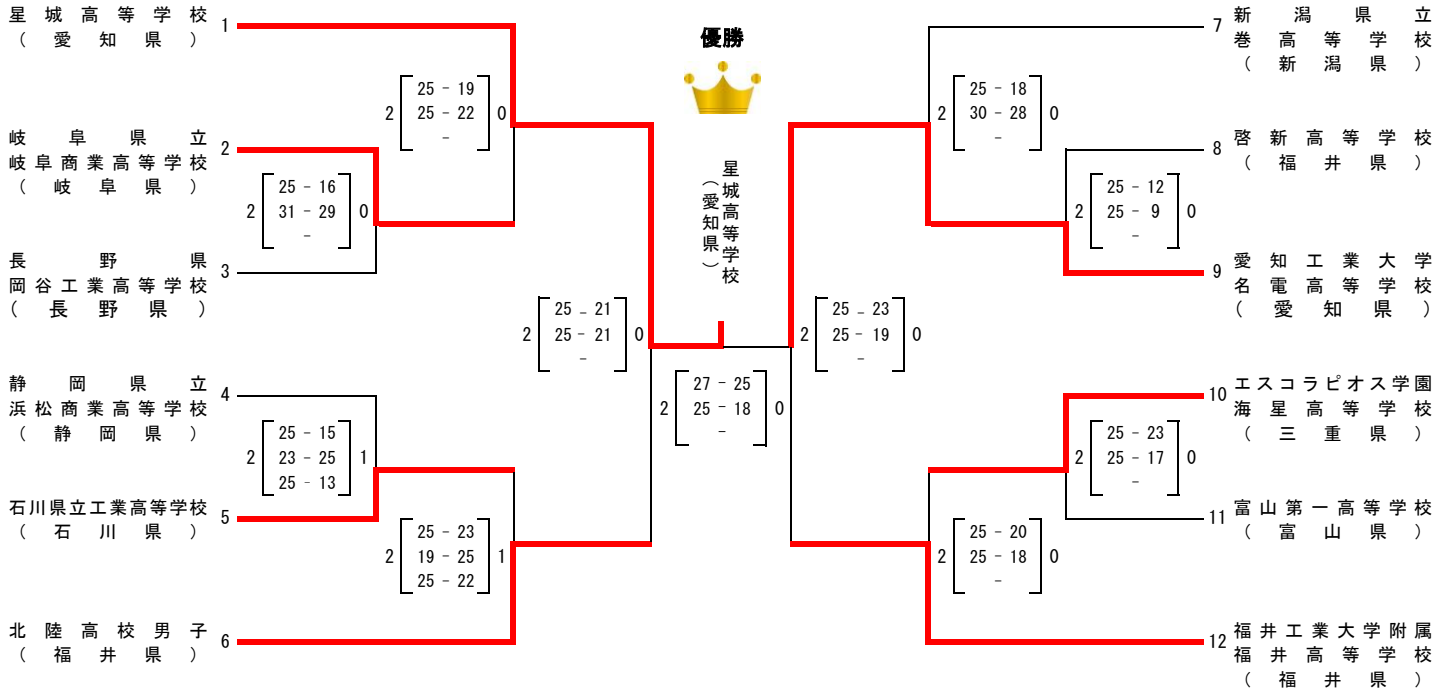 星城高等学校
（愛知県）
1
岐阜県立
岐阜商業高等学校
（岐阜県）
2
長野県
岡谷工業高等学校
（長野県）
3
静岡県立
浜松商業高等学校
（静岡県）
4
石川県立工業高等学校
（石川県）
5
北陸高校男子
（福井県）
6
2
25 - 19
25 - 22
-
0
2
25 - 16
31 - 29
-
0
2
25 - 15
23 - 25
25 - 13
1
2
25 - 23
19 - 25
25 - 22
1
2
25 - 21
25 - 21
-
0
優勝
星城高等学校
（愛知県）
2
27 - 25
25 - 18
-
0
2
25 - 23
25 - 19
-
0
2
25 - 18
30 - 28
-
0
2
25 - 12
25 - 9
-
0
2
25 - 23
25 - 17
-
0
2
25 - 20
25 - 18
-
0
7
新潟県立
巻高等学校
（新潟県）
8
啓新高等学校
（福井県）
9
愛知工業大学
名電高等学校
（愛知県）
10
エスコラピオス学園
海星高等学校
（三重県）
11
富山第一高等学校
（富山県）
12
福井工業大学附属
福井高等学校
（福井県）